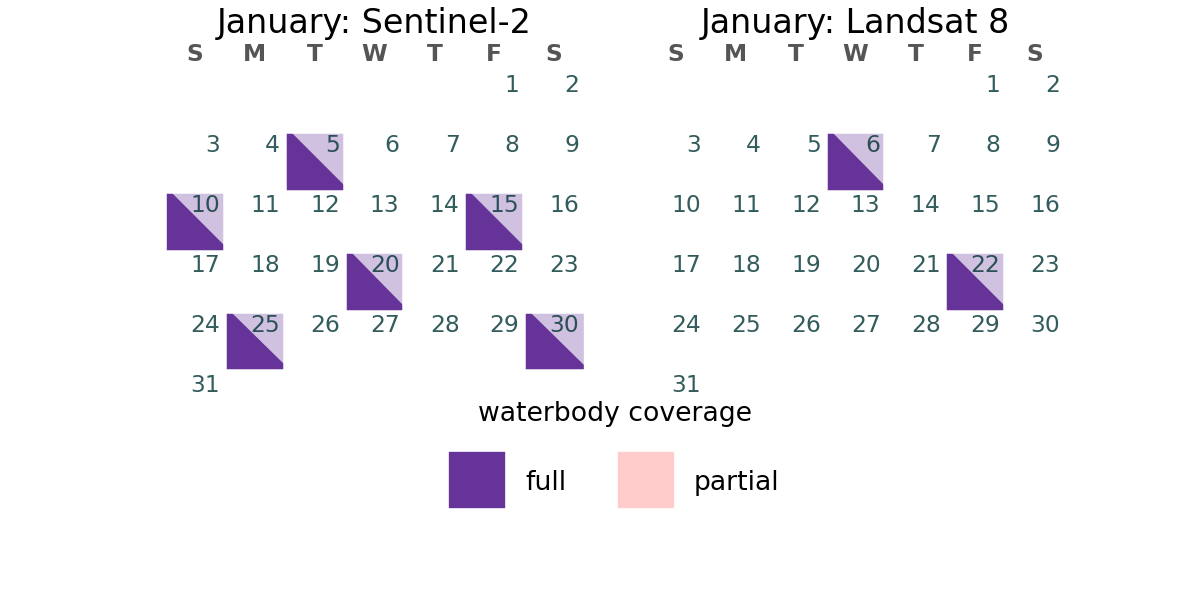 January: Sentinel-2
S M T W T F S
1 2
3 4 5 6 7 8 9
10 11 12 13 14 15 16
17 18 19 20 21 22 23
24 25 26 27 28 29 30
31
January: Landsat 8
S M T W T F S
1 2
3 4 5 6 7 8 9
10 11 12 13 14 15 16
17 18 19 20 21 22 23
24 25 26 27 28 29 30
31
waterbody coverage
full partial